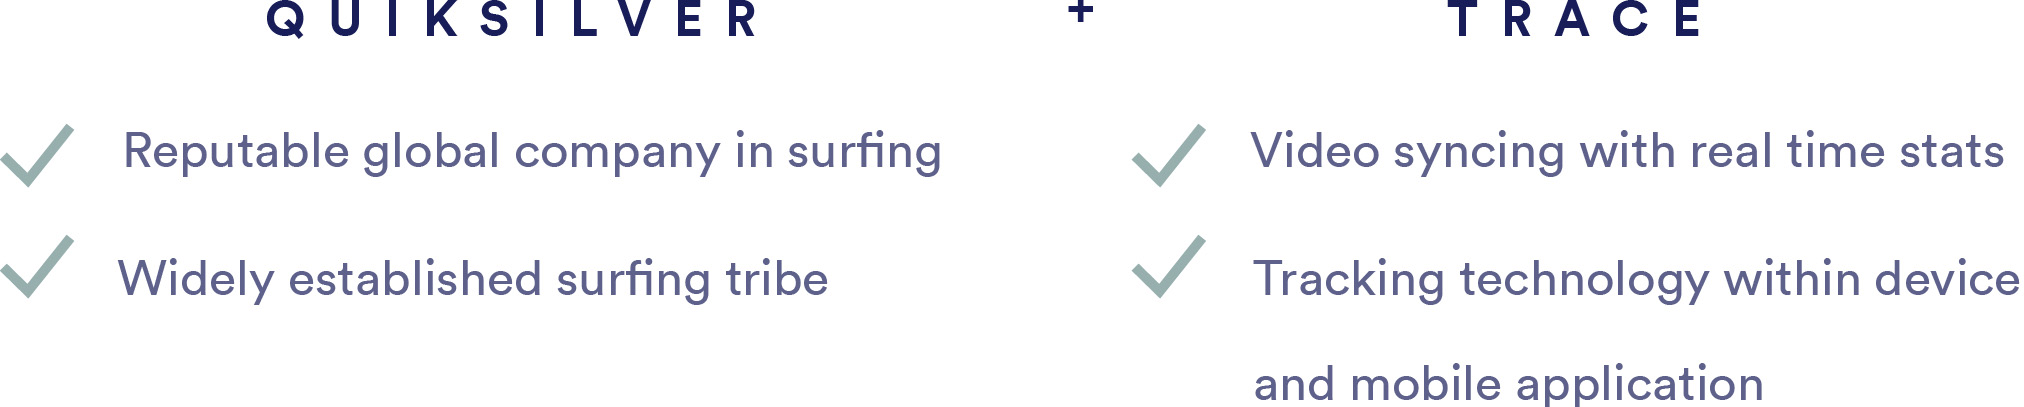 QUIKSILVER + TRACE
Reputable global company in surfing
Widely established surfing tribe
Video syncing with real time stats
Tracking technology within device
and mobile application